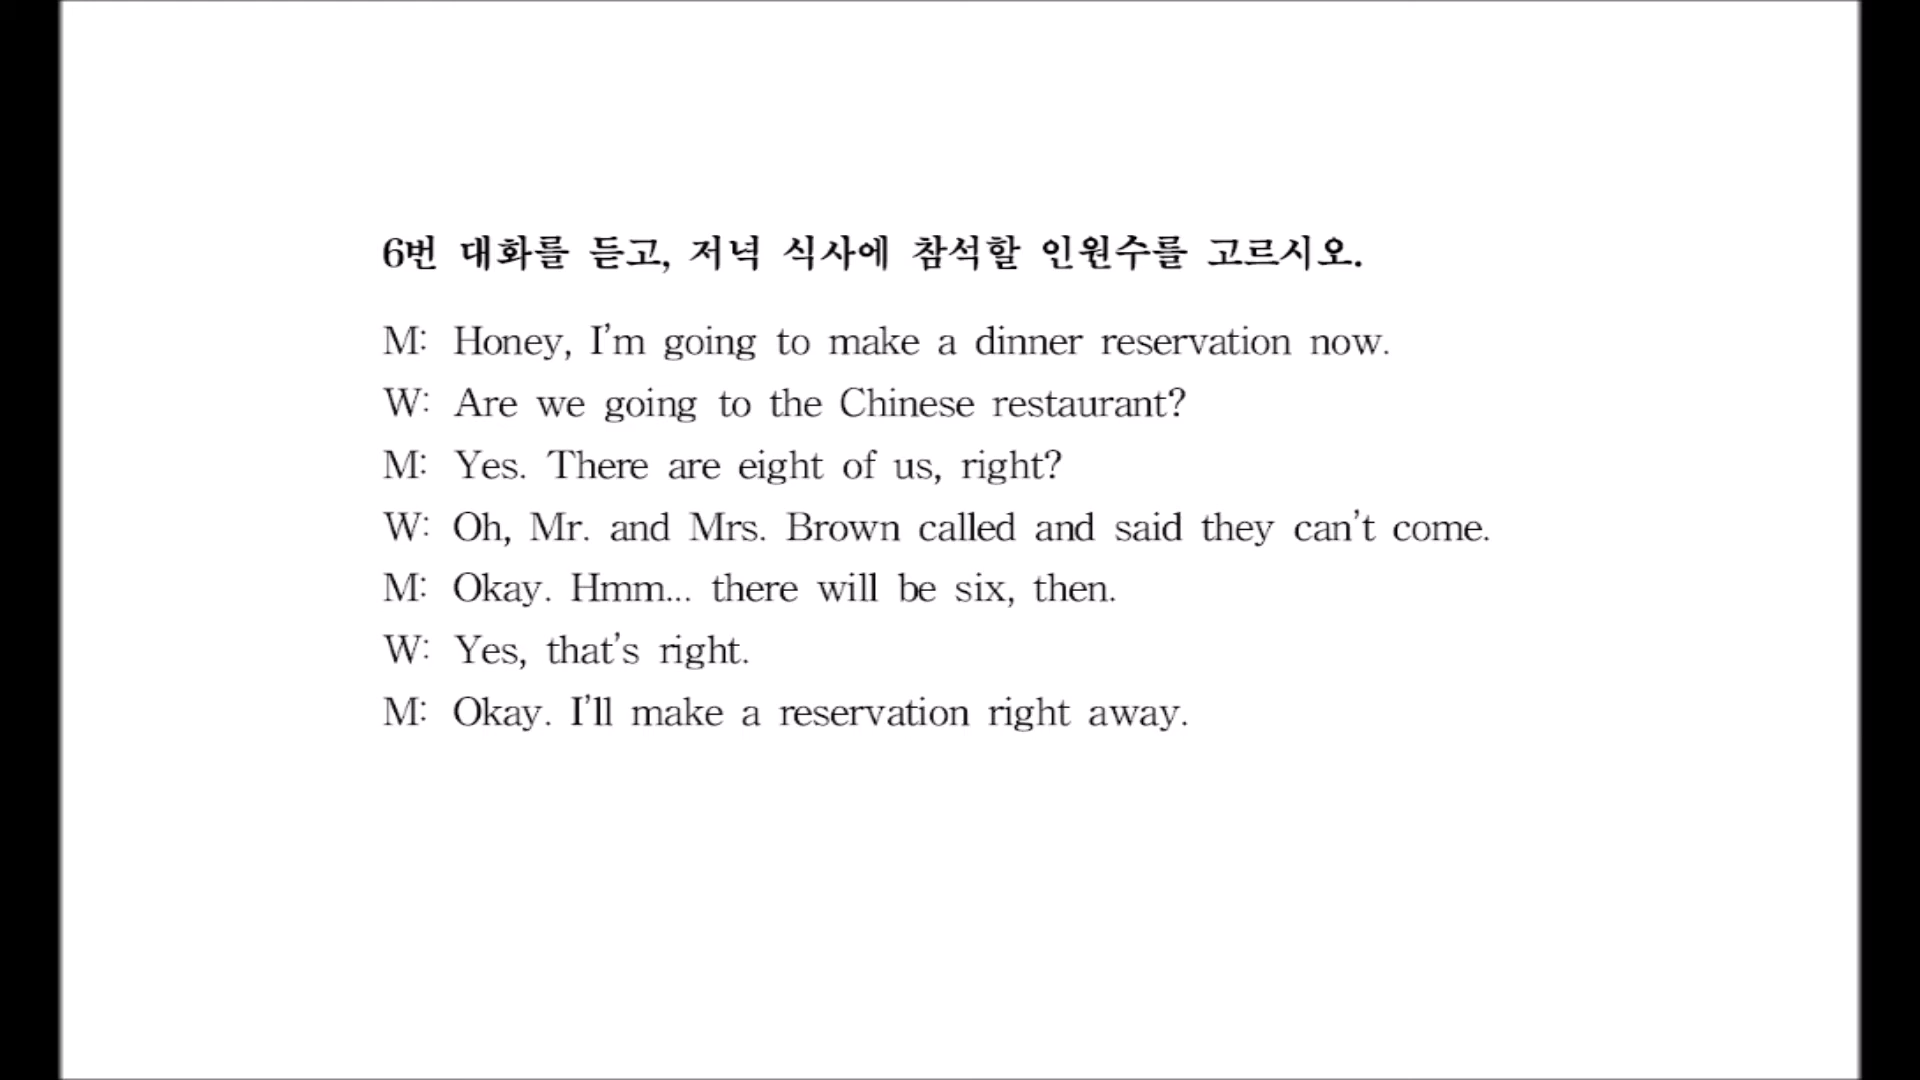 6번 대화를 듣고, 저녁 식사에 참석할 인원수를 고르시오.
M: Honey, I'm going to make a dinner reservation now.
W: Are we going to the Chinese restaurant?
M: Yes. There are eight of us, right?
W: Oh, Mr. and Mrs. Brown called and said they can't come.
M: Okay. Hmm... there will be six, then.
W: Yes, that's right.
M: Okay. I'll make a reservation right away.